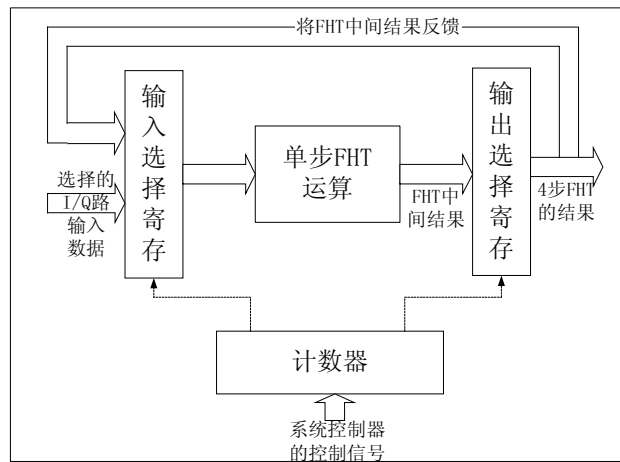 将FHT中间结果反馈
输入选择寄存
选择的
I/Q路
输入
数据
单步FHT
运算
FHT中
间结果
输出选择寄存
4步FHT
的结果
计数器
系统控制器
的控制信号